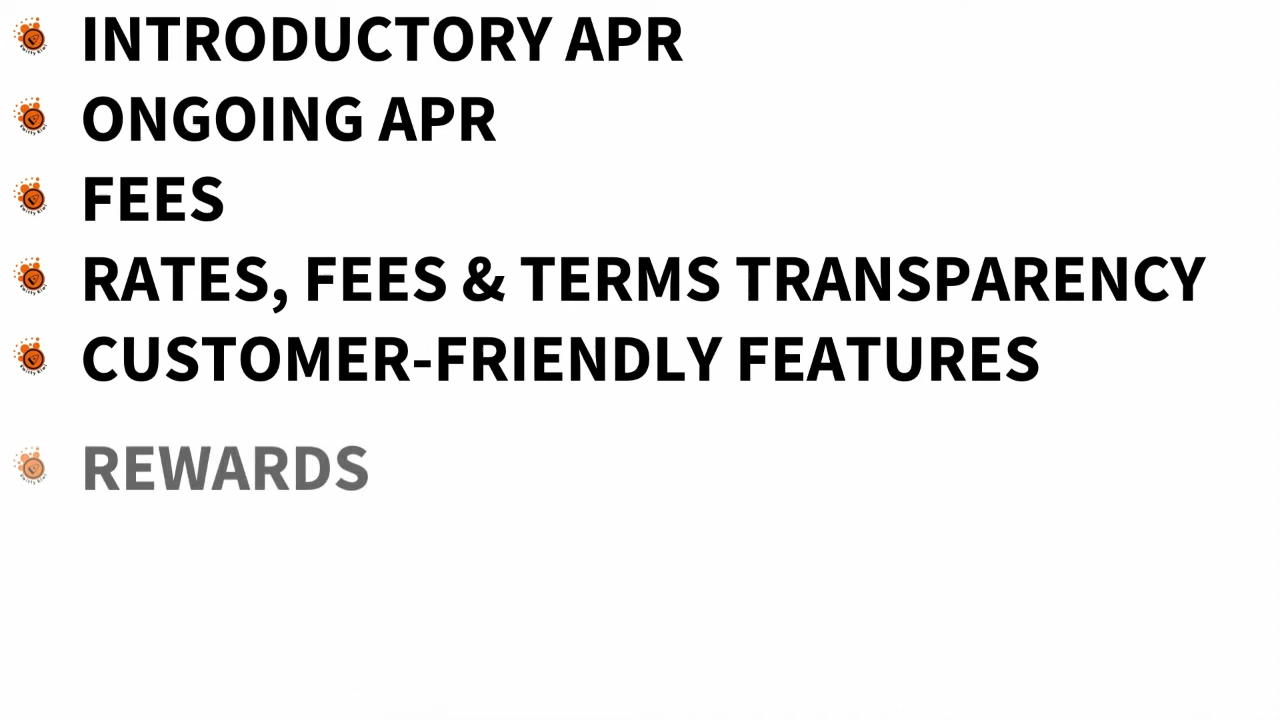 INTRODUCTORY APR
ONGOING APR
FEES
RATES, FEES & TERMS TRANSPARENCY
CUSTOMER-FRIENDLY FEATURES
REWARDS